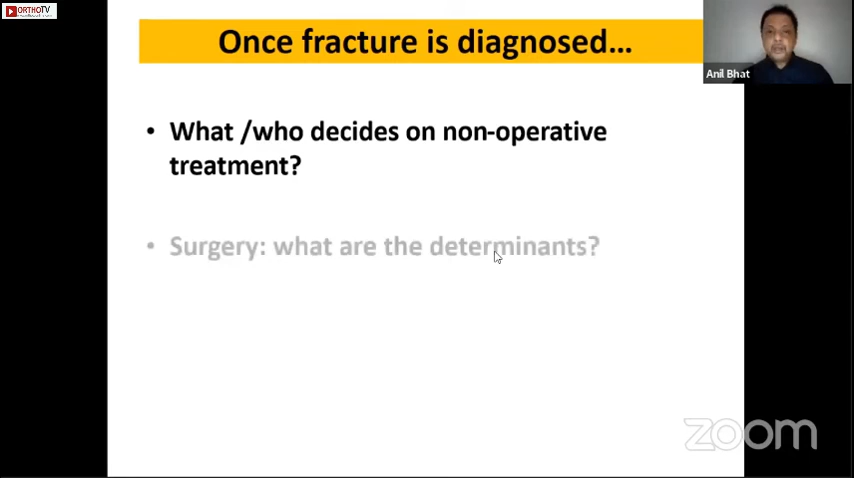 ORTHOTV
Once fracture is diagnosed...
Anil Bhat
• What /who decides on non-operative
treatment?
• Surgery: what are the determinants?
zoom